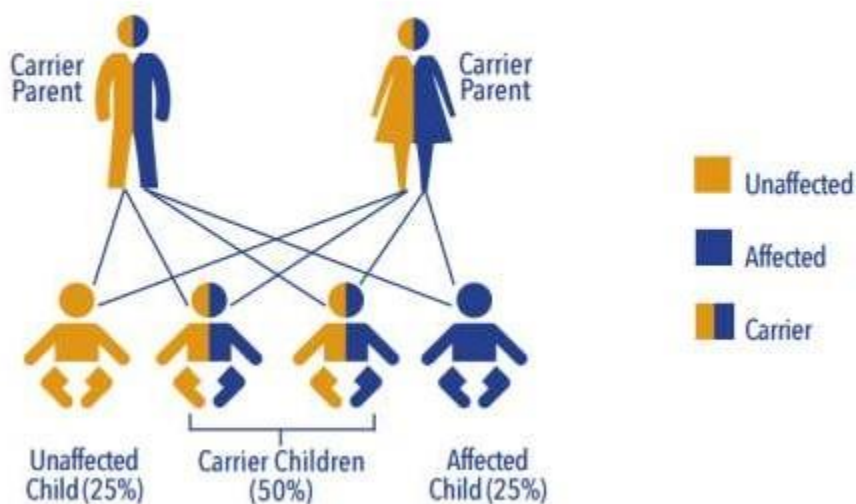 Carrier
Parent
Carrier
Parent
Unaffected
Affected
Carrier
Unaffected
Child (25%)
Carrier Children
(50%)
Affected
Child (25%)